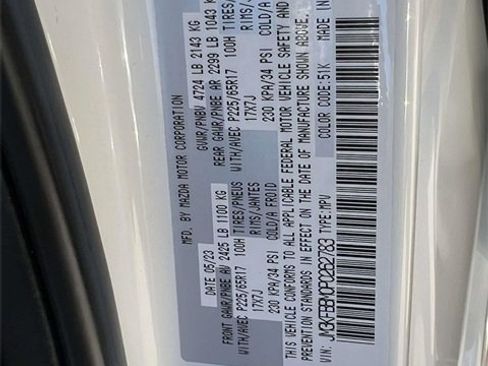 MFD. BY MAZDA MOTOR CORPORATION
DATE 05/23 GVWR/PNBV 4724 LB 2143 KG
FRONT GAWR/PNBE AV 2425 LB 1100 KG REAR GAWR/PNBE AR 2299 LB 1043 KG
WITH/AVEC P225/65R17 100H TIRES/PNEUS WITH/AVEC P225/65R17 100H TIRES/
17X7J RIMS/JANTES 17X7J RIMS/
230 KPA/34 PSI COLD/A FROID 230 KPA/34 PSI COLD/A
THIS VEHICLE CONFORMS TO ALL APPLICABLE FEDERAL MOTOR VEHICLE SAFETY AND
PREVENTION STANDARDS IN EFFECT ON THE DATE OF MANUFACTURE SHOWN ABOVE.
VIN: JM3KFBBM0P0262783 TYPE:MPV COLOR CODE:51K MADE IN